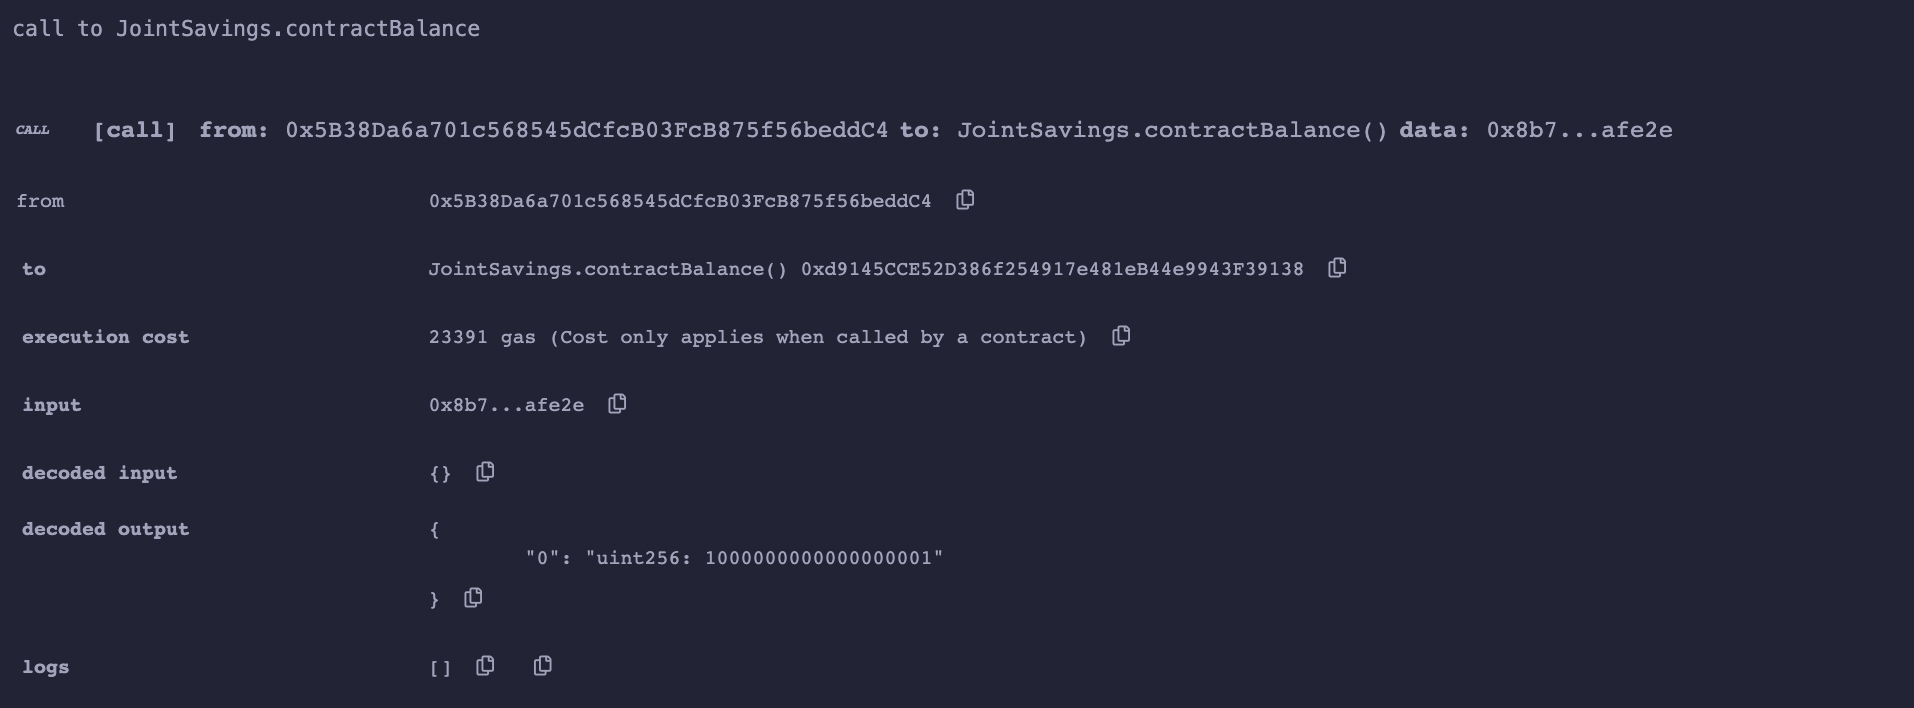 call to JointSavings.contractBalance
CALL [call] from: 0x5B38Da6a701c568545dCfcB03FcB875f56beddC4 to: JointSavings.contractBalance() data: 0x8b7...afe2e
from 0x5B38Da6a701c568545dCfcB03FcB875f56beddC4
to JointSavings.contractBalance() 0xd9145CCE52D386f254917e481eB44e9943F39138
execution cost 23391 gas (Cost only applies when called by a contract)
input 0x8b7...afe2e
decoded input {}
decoded output {
"0": "uint256: 1000000000000000001"
}
logs []